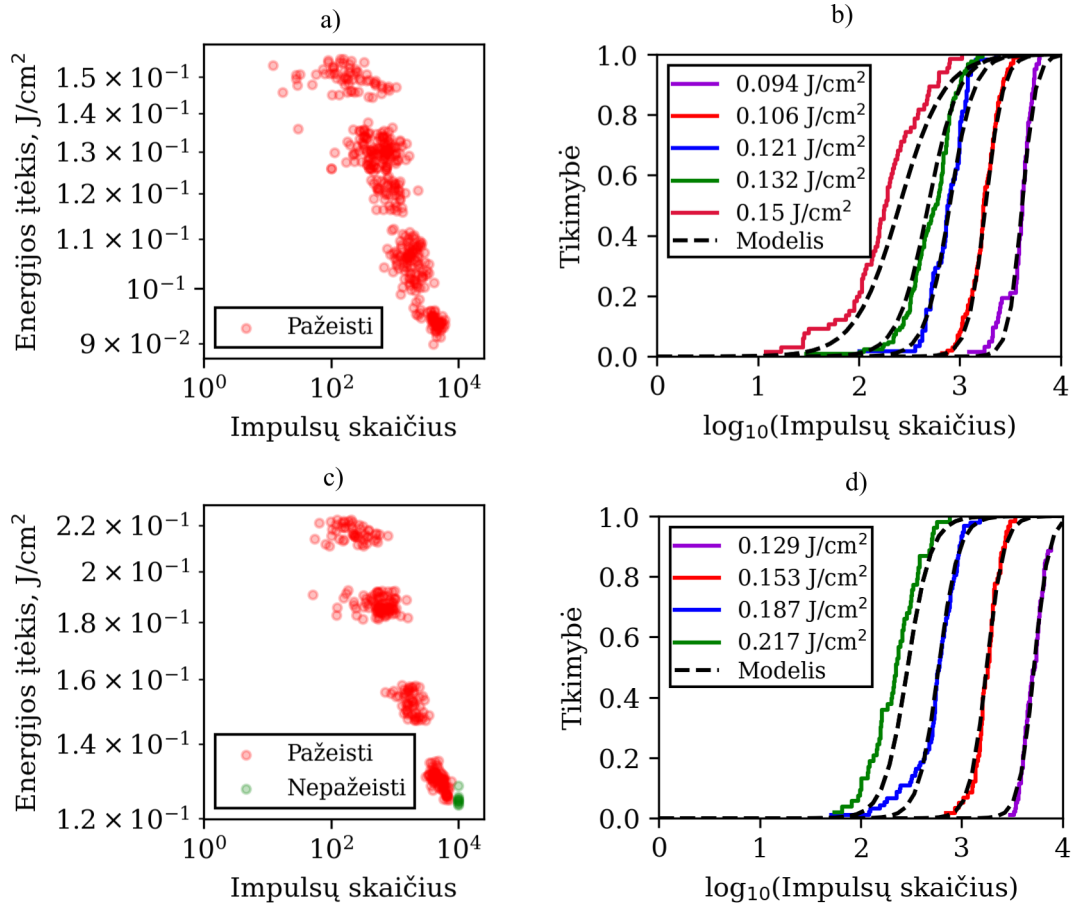 a)
Energijos įtėkis, J/cm²
1.5 × 10⁻¹
1.4 × 10⁻¹
1.3 × 10⁻¹
1.2 × 10⁻¹
1.1 × 10⁻¹
10⁻¹
9 × 10⁻²
Pažeisti
10⁰ 10² 10⁴
Impulsų skaičius
b)
Tikimybė
1.0
0.8
0.6
0.4
0.2
0.0
0.094 J/cm²
0.106 J/cm²
0.121 J/cm²
0.132 J/cm²
0.15 J/cm²
Modelis
0 1 2 3 4
log₁₀(Impulsų skaičius)
c)
Energijos įtėkis, J/cm²
2.2 × 10⁻¹
2 × 10⁻¹
1.8 × 10⁻¹
1.6 × 10⁻¹
1.4 × 10⁻¹
1.2 × 10⁻¹
Pažeisti
Nepažeisti
10⁰ 10² 10⁴
Impulsų skaičius
d)
Tikimybė
1.0
0.8
0.6
0.4
0.2
0.0
0.129 J/cm²
0.153 J/cm²
0.187 J/cm²
0.217 J/cm²
Modelis
0 1 2 3 4
log₁₀(Impulsų skaičius)